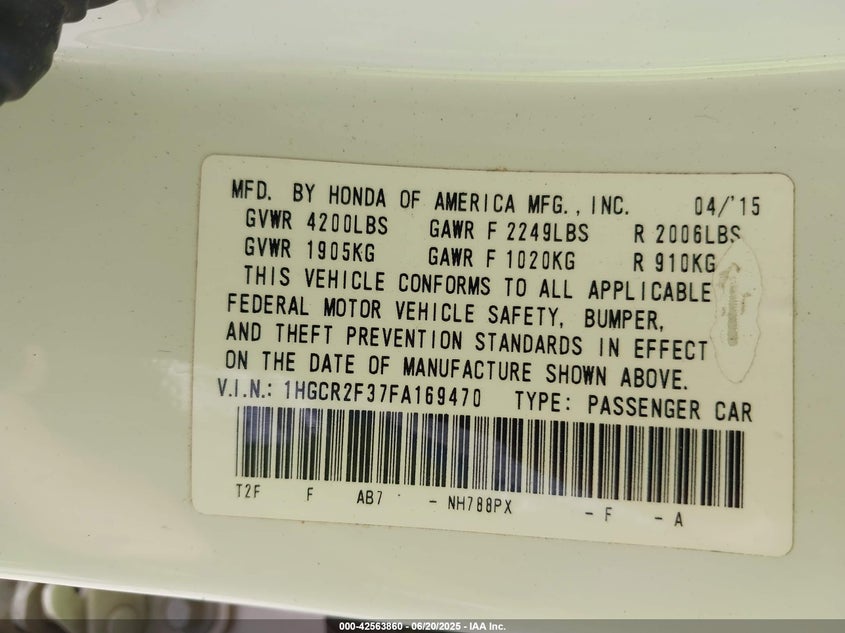 MFD. BY HONDA OF AMERICA MFG., INC. 04/'15
GVWR 4200LBS GAWR F 2249LBS R 2006LBS
GVWR 1905KG GAWR F 1020KG R 910KG
THIS VEHICLE CONFORMS TO ALL APPLICABLE
FEDERAL MOTOR VEHICLE SAFETY, BUMPER,
AND THEFT PREVENTION STANDARDS IN EFFECT
ON THE DATE OF MANUFACTURE SHOWN ABOVE.
V.I.N.: 1HGCR2F37FA169470 TYPE: PASSENGER CAR
T2F F AB7 - NH788PX - F - A
000-42563860 - 06/20/2025 - IAA Inc.